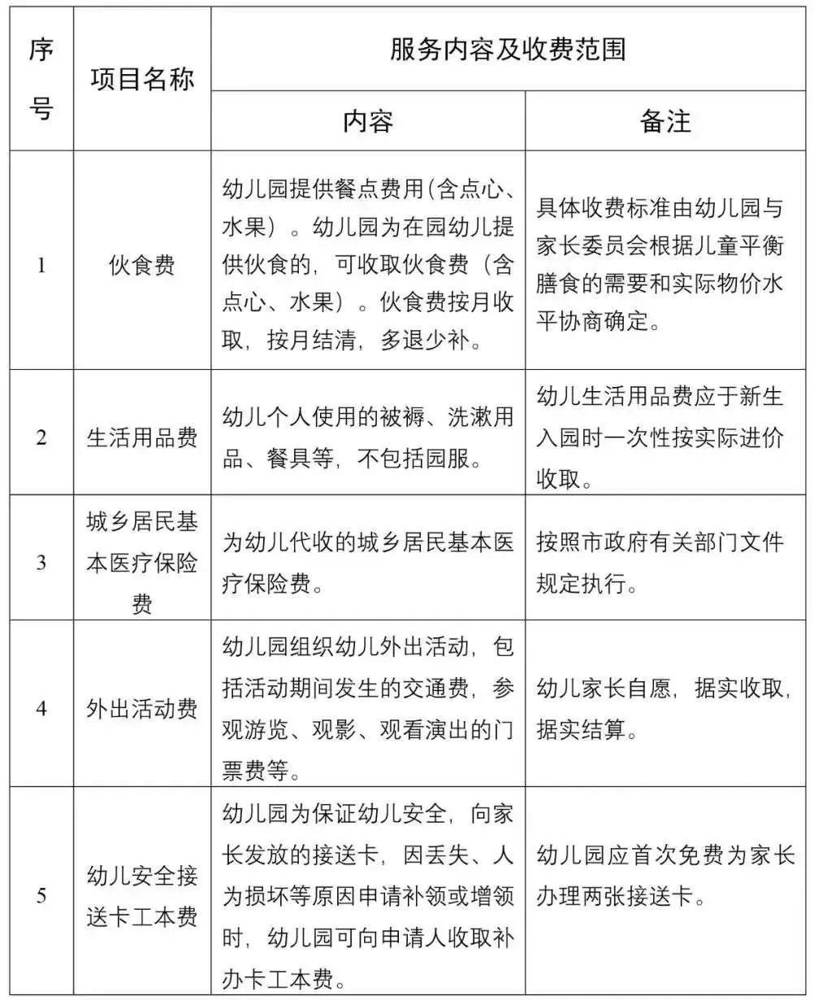 序号
项目名称
服务内容及收费范围
内容
备注
1
伙食费
幼儿园提供餐点费用（含点心、
水果）。幼儿园为在园幼儿提
供伙食的，可收取伙食费（含
点心、水果）。伙食费按月收
取，按月结清，多退少补。
具体收费标准由幼儿园与
家长委员会根据儿童平衡
膳食的需要和实际物价水
平协商确定。
2
生活用品费
幼儿个人使用的被褥、洗漱用
品、餐具等，不包括园服。
幼儿生活用品费应于新生
入园时一次性按实际进价
收取。
3
城乡居民基
本医疗保险
费
为幼儿代收的城乡居民基本医
疗保险费。
按照市政府有关部门文件
规定执行。
4
外出活动费
幼儿园组织幼儿外出活动，包
括活动期间发生的交通费，参
观游览、观影、观看演出的门
票费等。
幼儿家长自愿，据实收取，
据实结算。
5
幼儿安全接
送卡工本费
幼儿园为保证幼儿安全，向家
长发放的接送卡，因丢失、人
为损坏等原因申请补领或增领
时，幼儿园可向申请人收取补
办卡工本费。
幼儿园应首次免费为家长
办理两张接送卡。